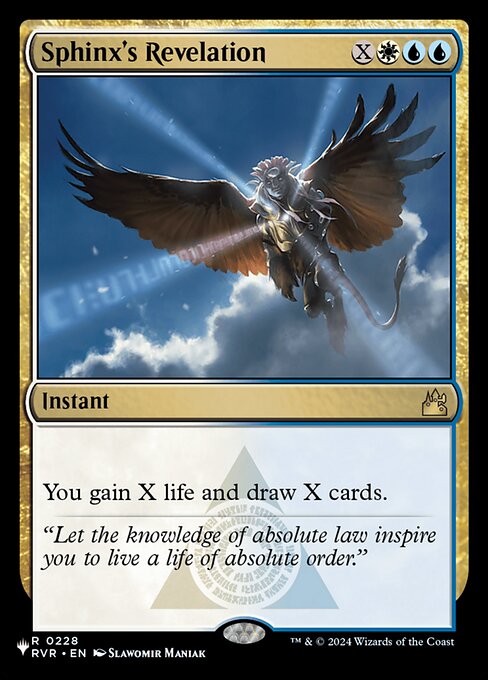 Sphinx's Revelation X
Instant
You gain X life and draw X cards.
“Let the knowledge of absolute law inspire
you to live a life of absolute order.”
R 0228
RVR • EN Slawomir Maniak
™ & © 2024 Wizards of the Coast